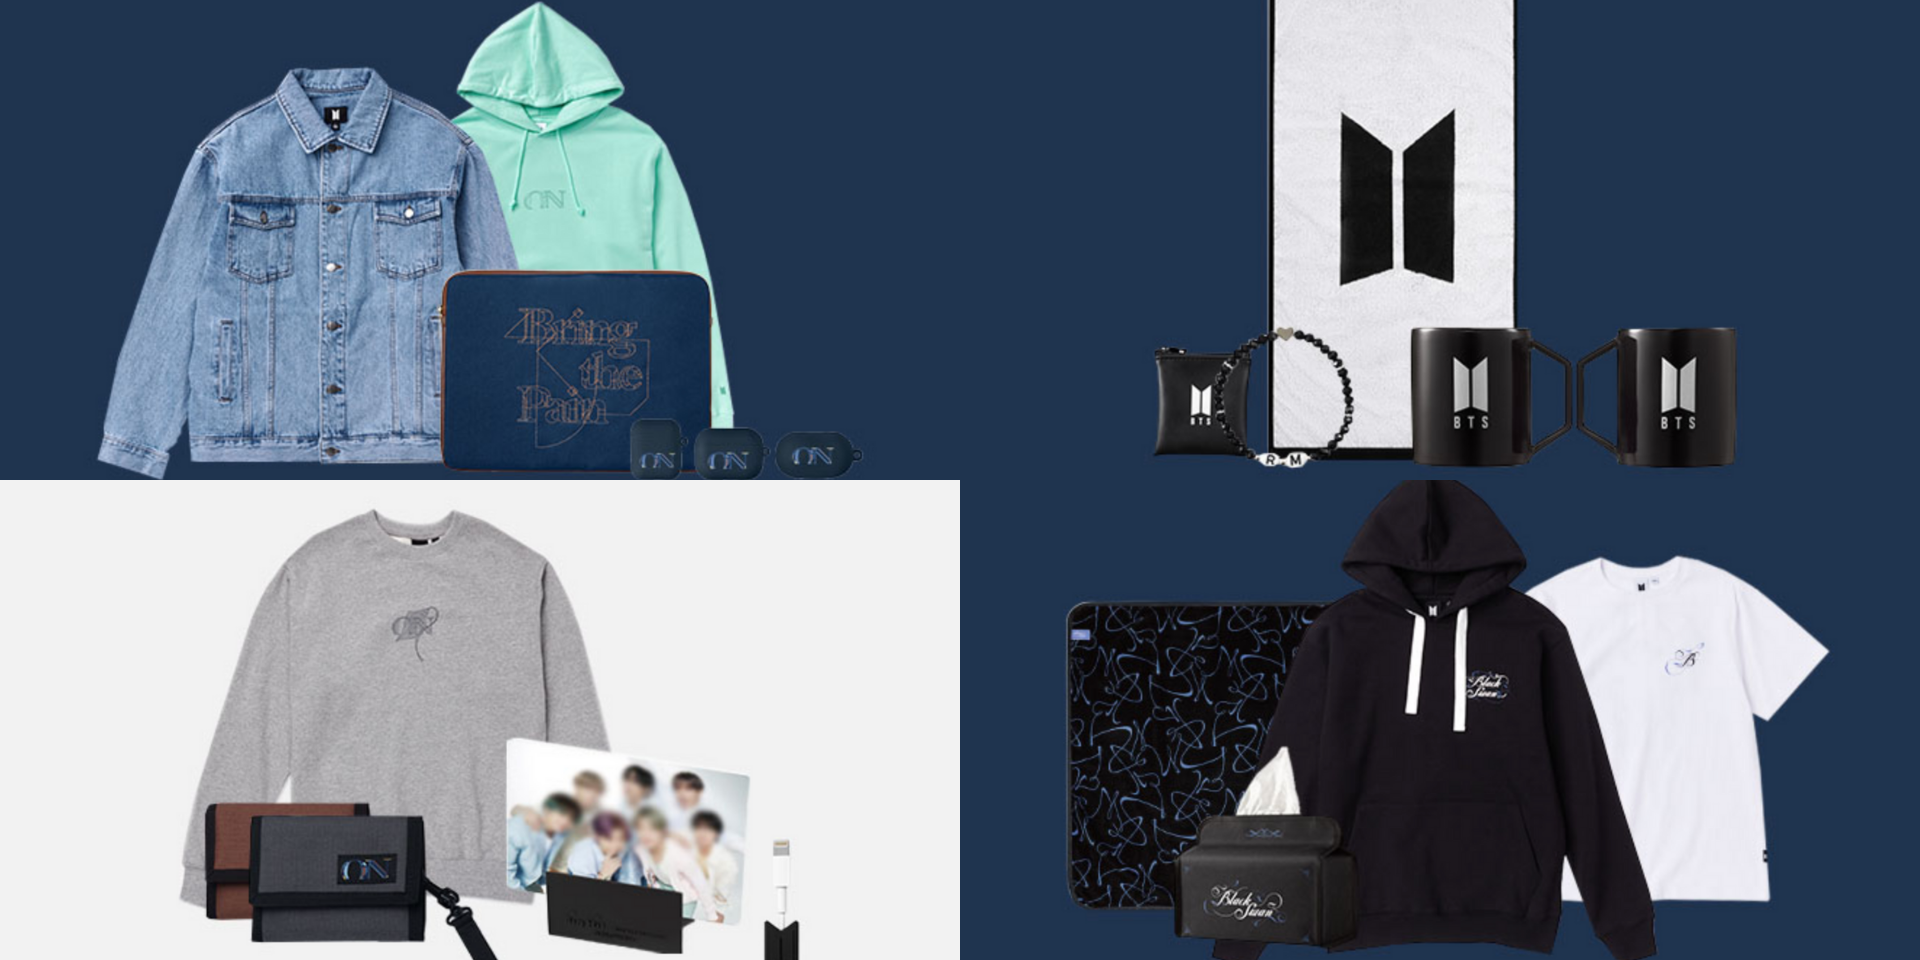 ON
Bring
the
Pain
ON
ON
ON
BTS
R M
BTS
BTS
ON
ON
Black
Swan
B
Black
Swan